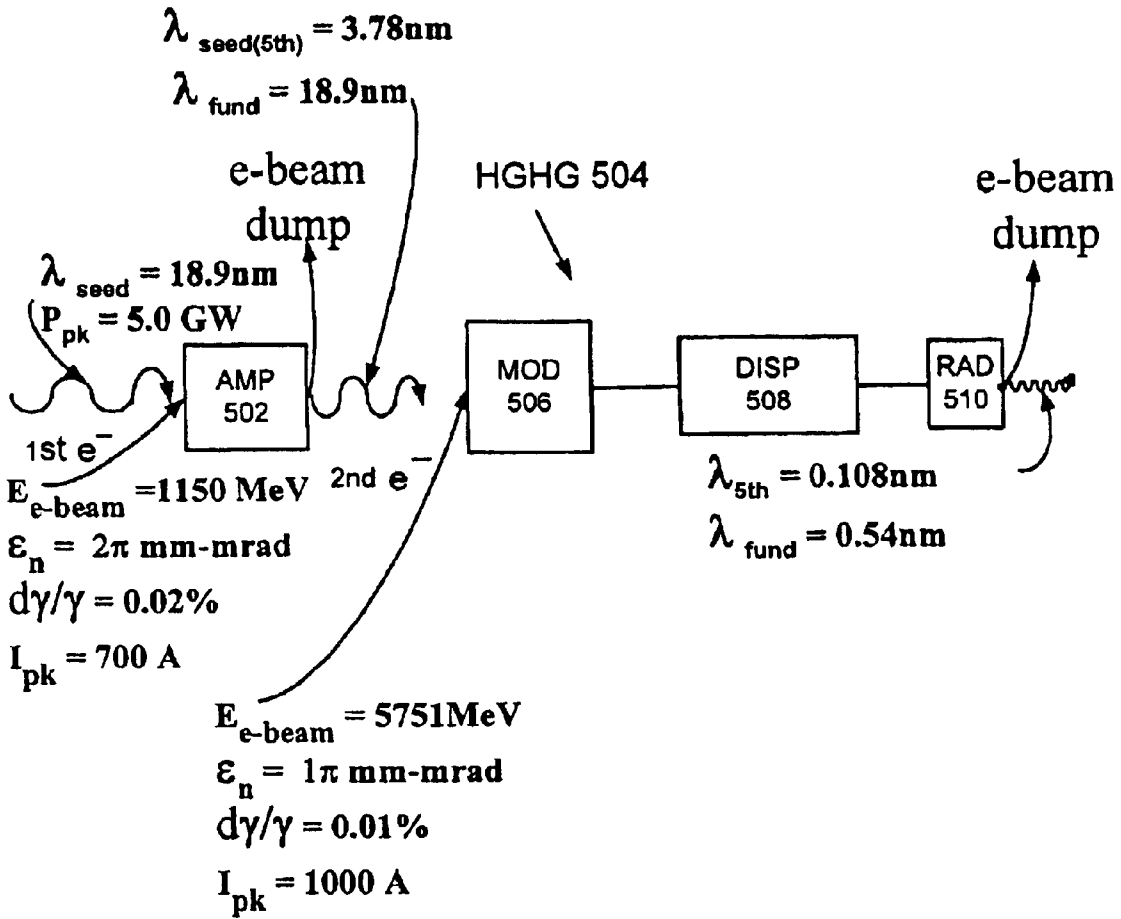 λ seed(5th) = 3.78nm
λ fund = 18.9nm
e-beam
dump
HGHG 504
e-beam
dump
λ seed = 18.9nm
P pk = 5.0 GW
AMP
502
MOD
506
DISP
508
RAD
510
1st e⁻
2nd e⁻
E e-beam =1150 MeV
ε n = 2π mm-mrad
dγ/γ = 0.02%
I pk = 700 A
λ 5th = 0.108nm
λ fund = 0.54nm
E e-beam = 5751MeV
ε n = 1π mm-mrad
dγ/γ = 0.01%
I pk = 1000 A